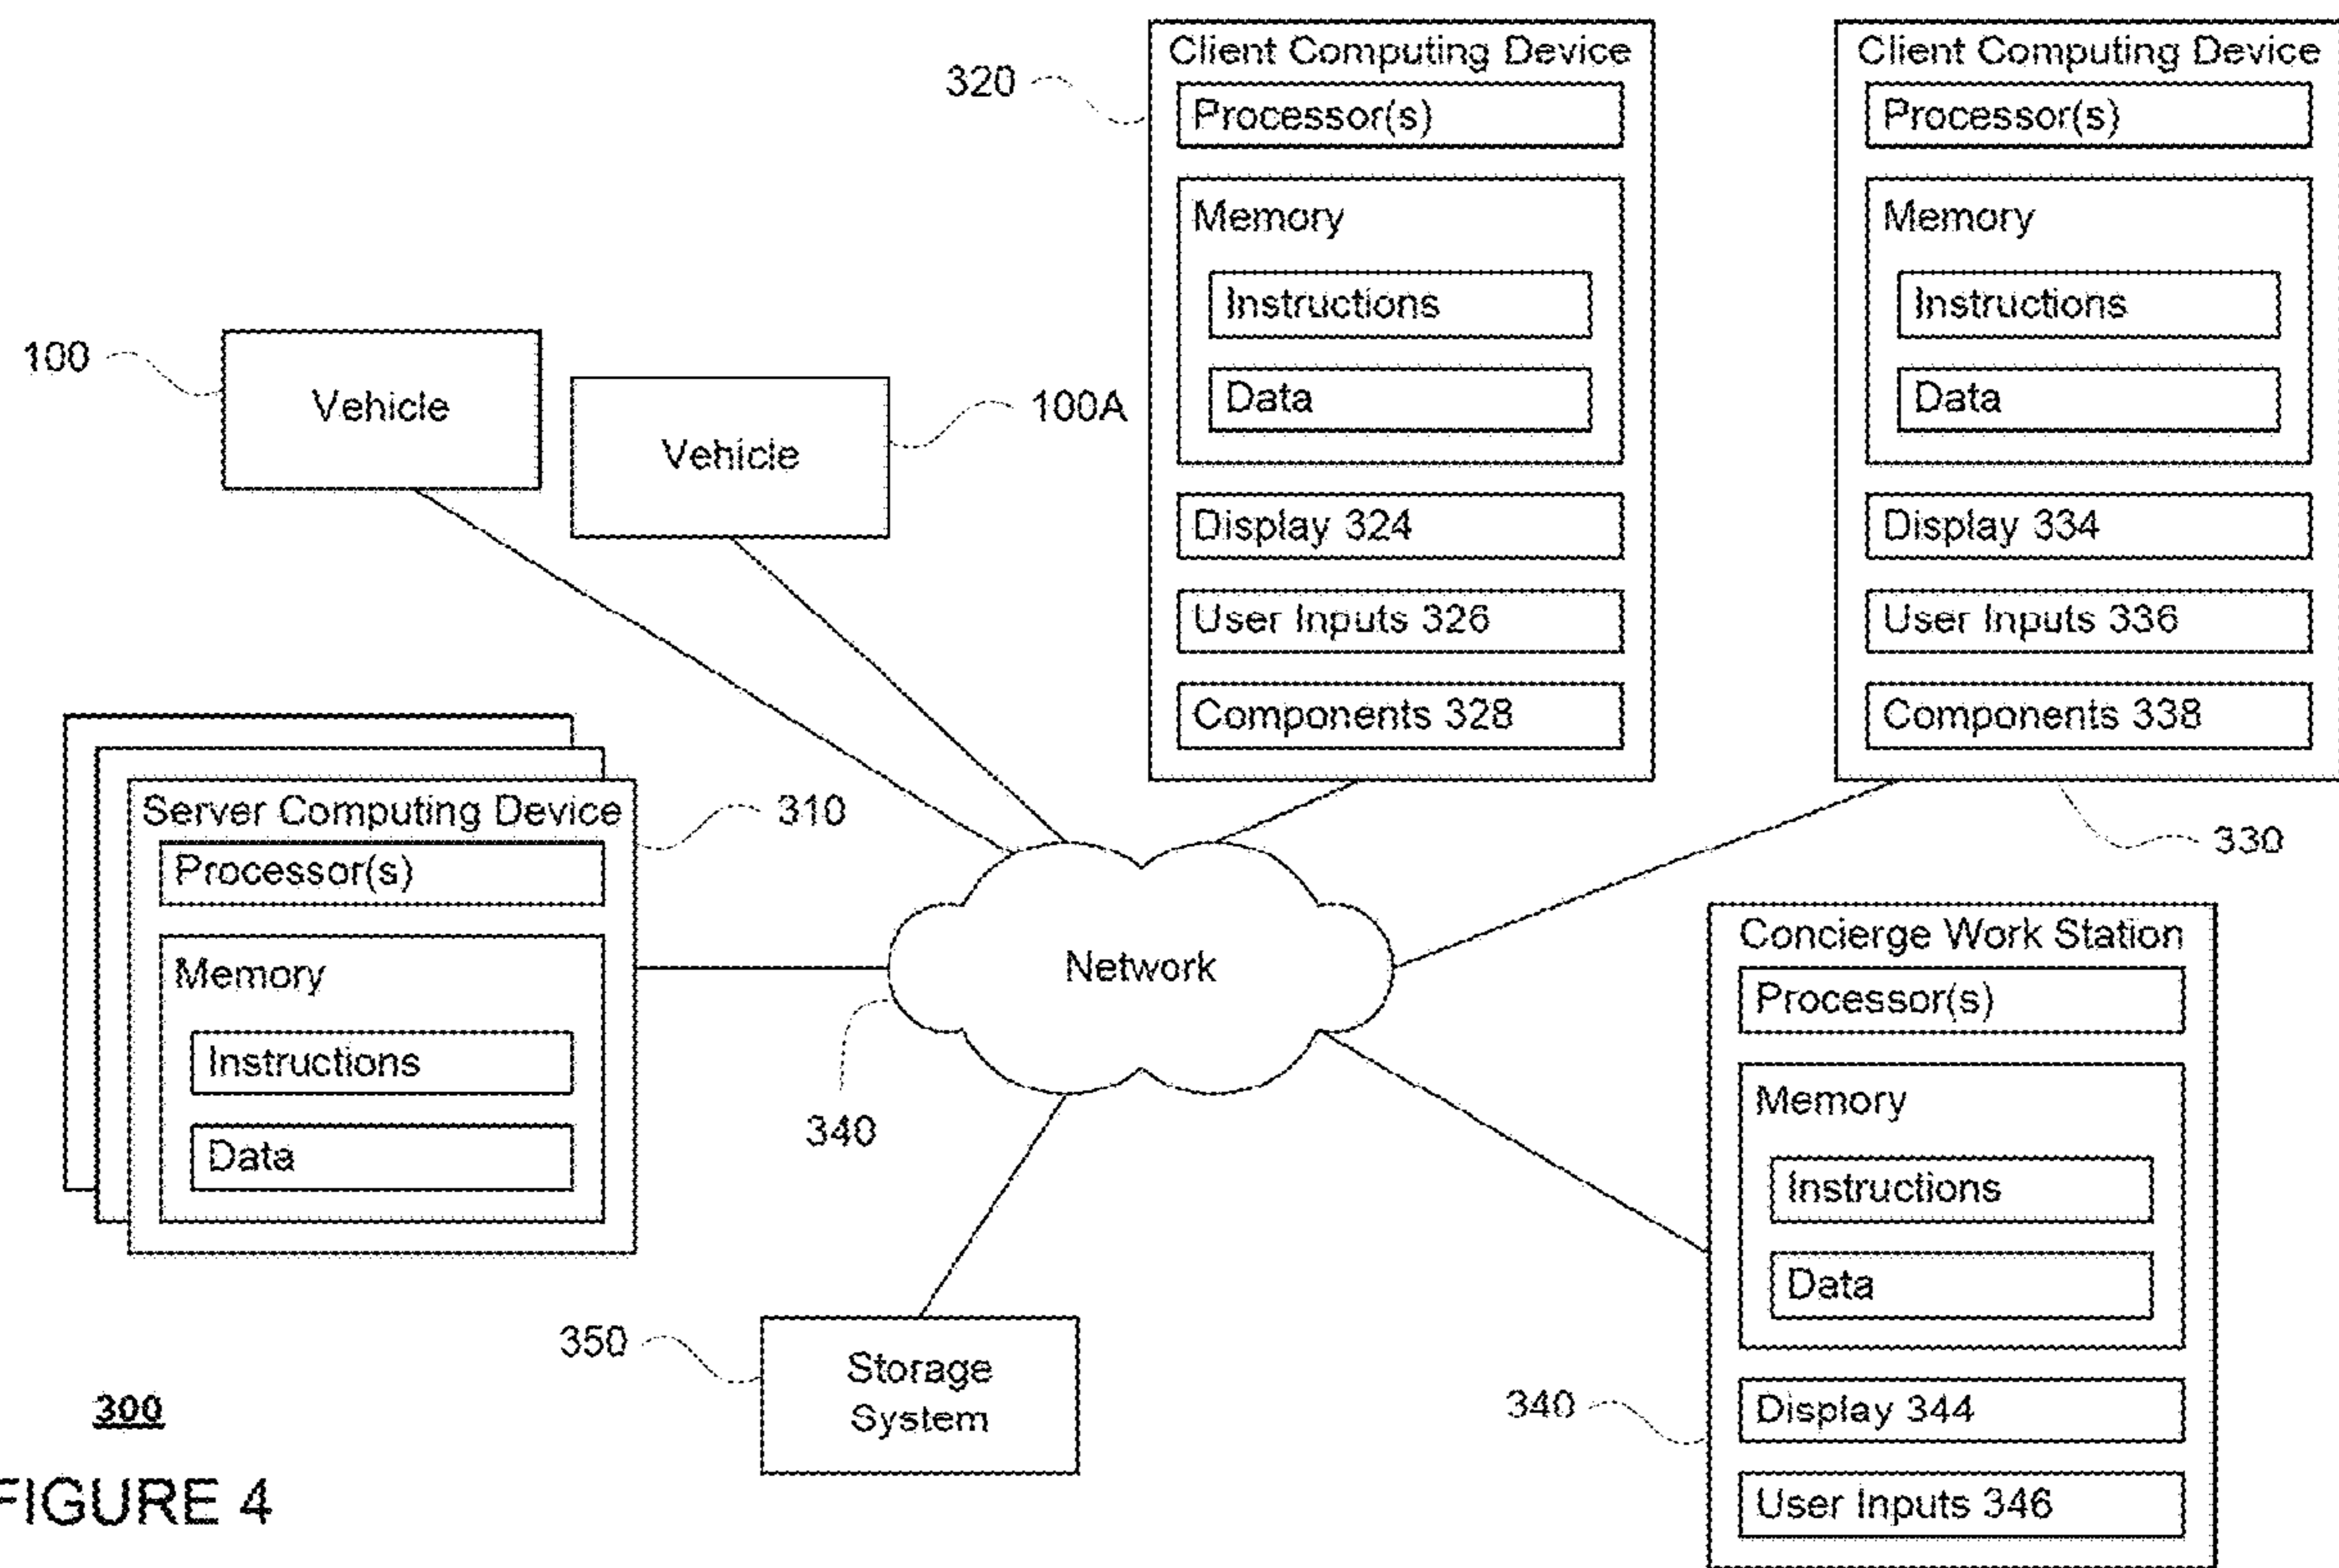 Client Computing Device
320
Processor(s)
Memory
Instructions
Data
Display 324
User Inputs 326
Components 328
Client Computing Device
Processor(s)
Memory
Instructions
Data
Display 334
User Inputs 336
Components 338
330
100
Vehicle
Vehicle
100A
Server Computing Device
310
Processor(s)
Memory
Instructions
Data
Network
340
Concierge Work Station
Processor(s)
Memory
Instructions
Data
Display 344
User Inputs 346
340
350
Storage
System
300
FIGURE 4